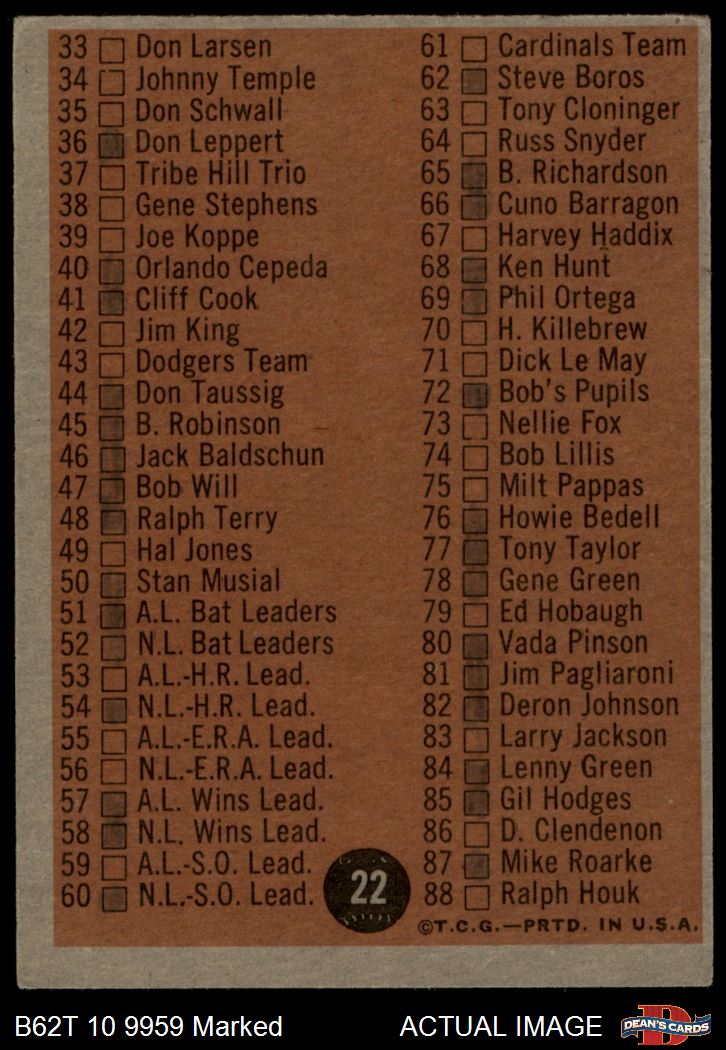 33 Don Larsen
34 Johnny Temple
35 Don Schwall
36 Don Leppert
37 Tribe Hill Trio
38 Gene Stephens
39 Joe Koppe
40 Orlando Cepeda
41 Cliff Cook
42 Jim King
43 Dodgers Team
44 Don Taussig
45 B. Robinson
46 Jack Baldschun
47 Bob Will
48 Ralph Terry
49 Hal Jones
50 Stan Musial
51 A.L. Bat Leaders
52 N.L. Bat Leaders
53 A.L.-H.R. Lead.
54 N.L.-H.R. Lead.
55 A.L.-E.R.A. Lead.
56 N.L.-E.R.A. Lead.
57 A.L. Wins Lead.
58 N.L. Wins Lead.
59 A.L.-S.O. Lead.
60 N.L.-S.O. Lead.
61 Cardinals Team
62 Steve Boros
63 Tony Cloninger
64 Russ Snyder
65 B. Richardson
66 Cuno Barragon
67 Harvey Haddix
68 Ken Hunt
69 Phil Ortega
70 H. Killebrew
71 Dick Le May
72 Bob's Pupils
73 Nellie Fox
74 Bob Lillis
75 Milt Pappas
76 Howie Bedell
77 Tony Taylor
78 Gene Green
79 Ed Hobaugh
80 Vada Pinson
81 Jim Pagliaroni
82 Deron Johnson
83 Larry Jackson
84 Lenny Green
85 Gil Hodges
86 D. Clendenon
87 Mike Roarke
88 Ralph Houk
22
©T.C.G.—PRTD. IN U.S.A.
B62T 10 9959 Marked
ACTUAL IMAGE
B
DEAN'S CARDS